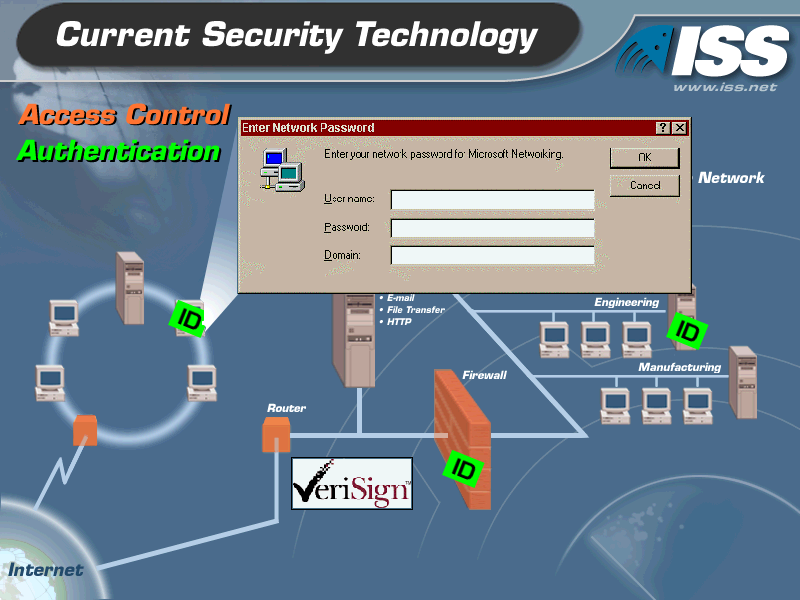 Current Security Technology
ISS
www.iss.net
Access Control
Authentication
Enter Network Password
Enter your network password for Microsoft Networking.
OK
Cancel
User name:
Password:
Domain:
Network
• E-mail
• File Transfer
• HTTP
Engineering
ID
ID
Manufacturing
Firewall
Router
ID
VeriSign™
Internet